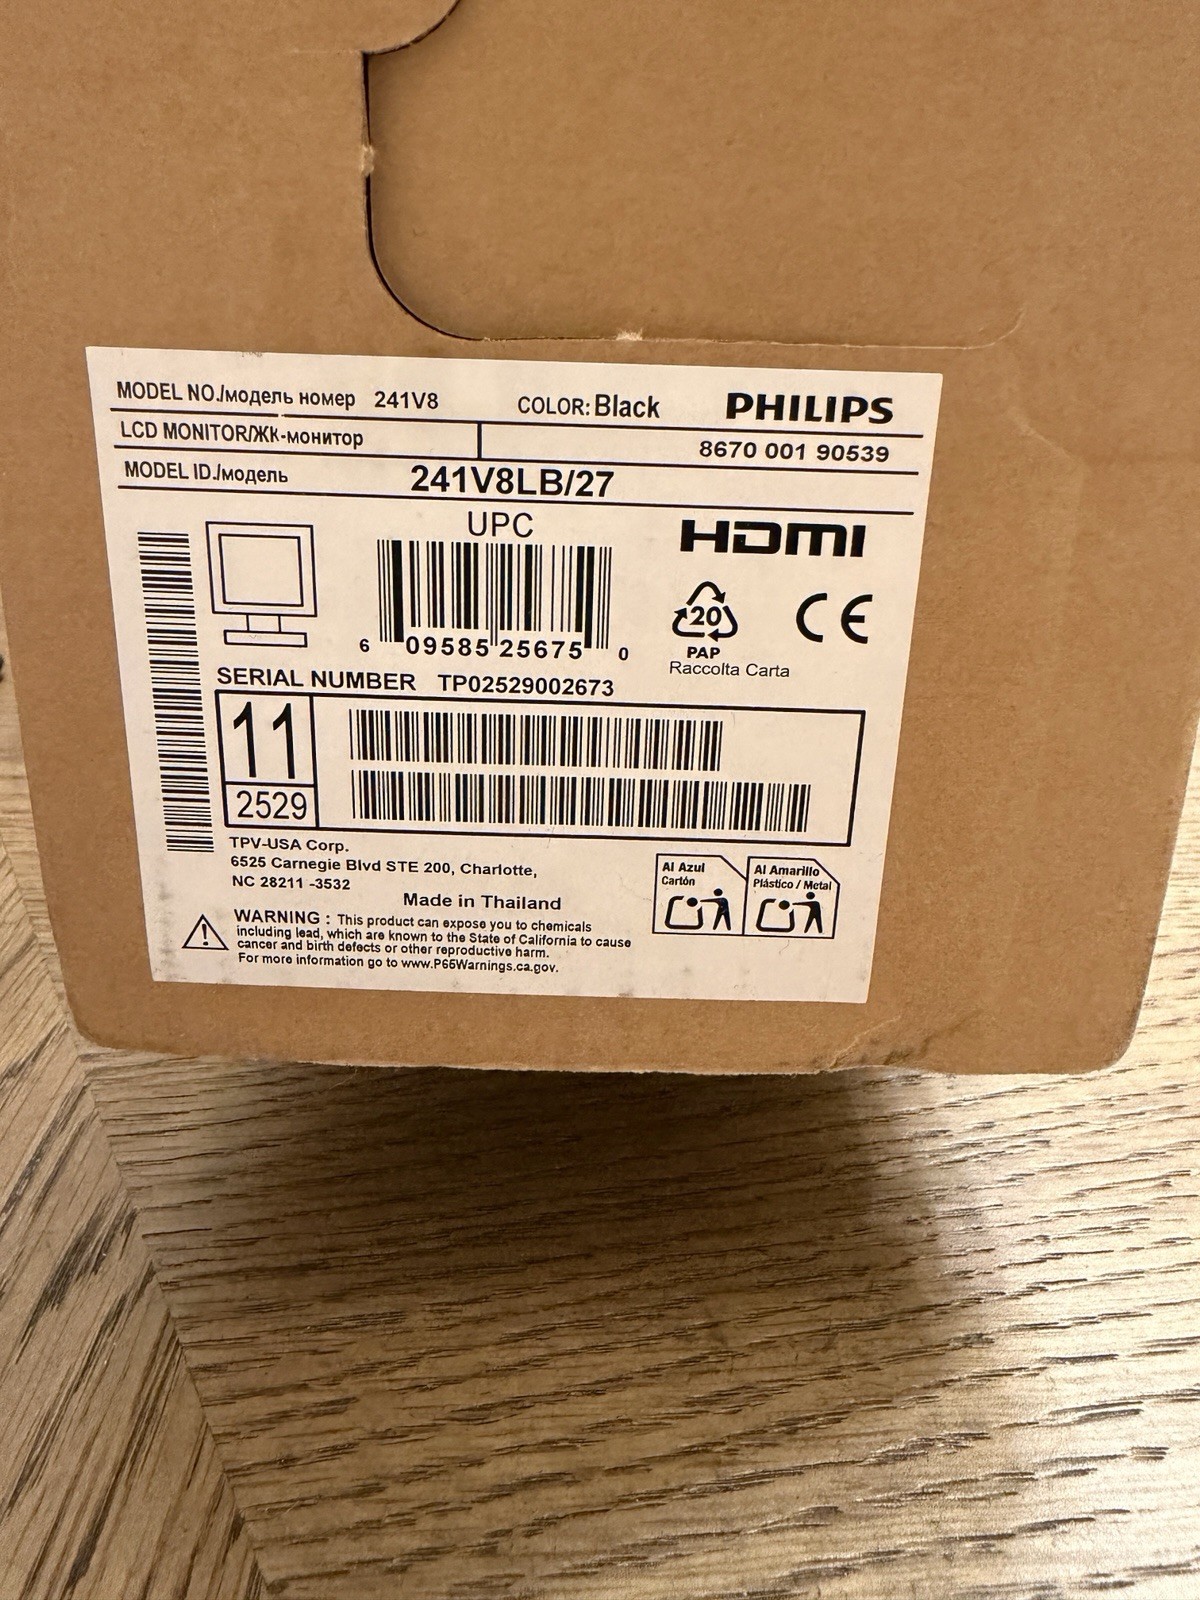 MODEL NO./модель номер 241V8 COLOR: Black PHILIPS
LCD MONITOR/ЖК-монитор 8670 001 90539
MODEL ID./модель 241V8LB/27
UPC HDMI
6 09585 25675 0
20
PAP
CE
Raccolta Carta
SERIAL NUMBER TP02529002673
11
2529
TPV-USA Corp.
6525 Carnegie Blvd STE 200, Charlotte,
NC 28211 -3532
Made in Thailand
Al Azul
Cartón
Al Amarillo
Plástico / Metal
WARNING : This product can expose you to chemicals
including lead, which are known to the State of California to cause
cancer and birth defects or other reproductive harm.
For more information go to www.P65Warnings.ca.gov.